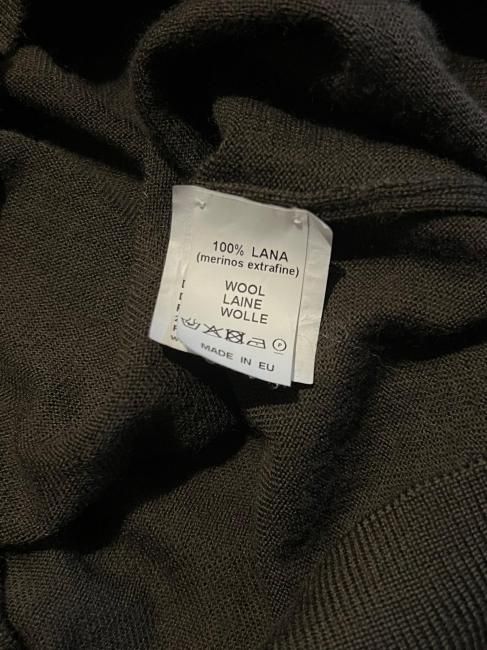 100% LANA
(merinos extrafine)
WOOL
LAINE
WOLLE
P
MADE IN EU